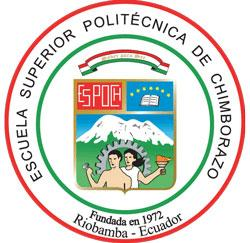 ESCUELA SUPERIOR POLITÉCNICA DE CHIMBORAZO
ESPOCH
Fundada en 1972
Riobamba - Ecuador